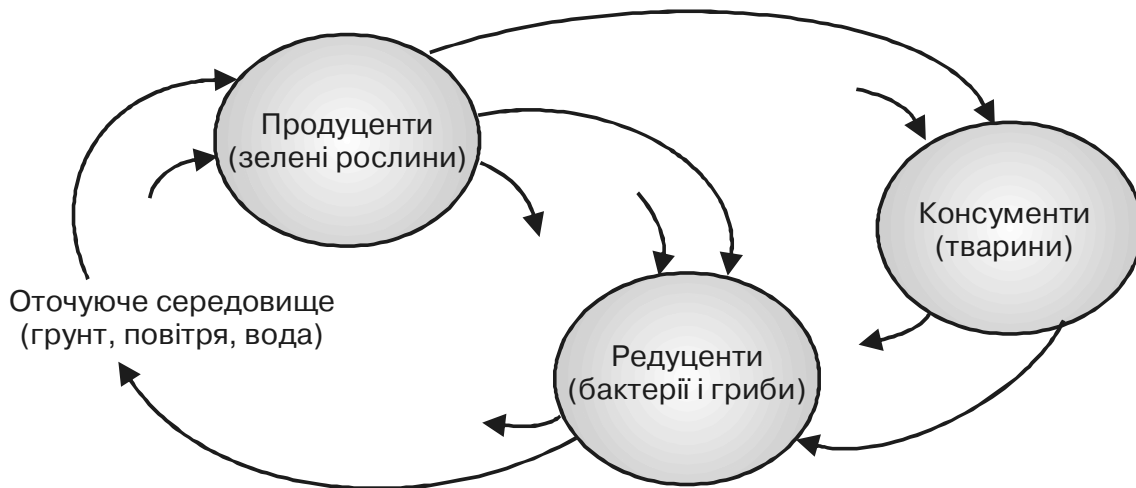 Продуценти
(зелені рослини)
Консументи
(тварини)
Оточуюче середовище
(грунт, повітря, вода)
Редуценти
(бактерії і гриби)